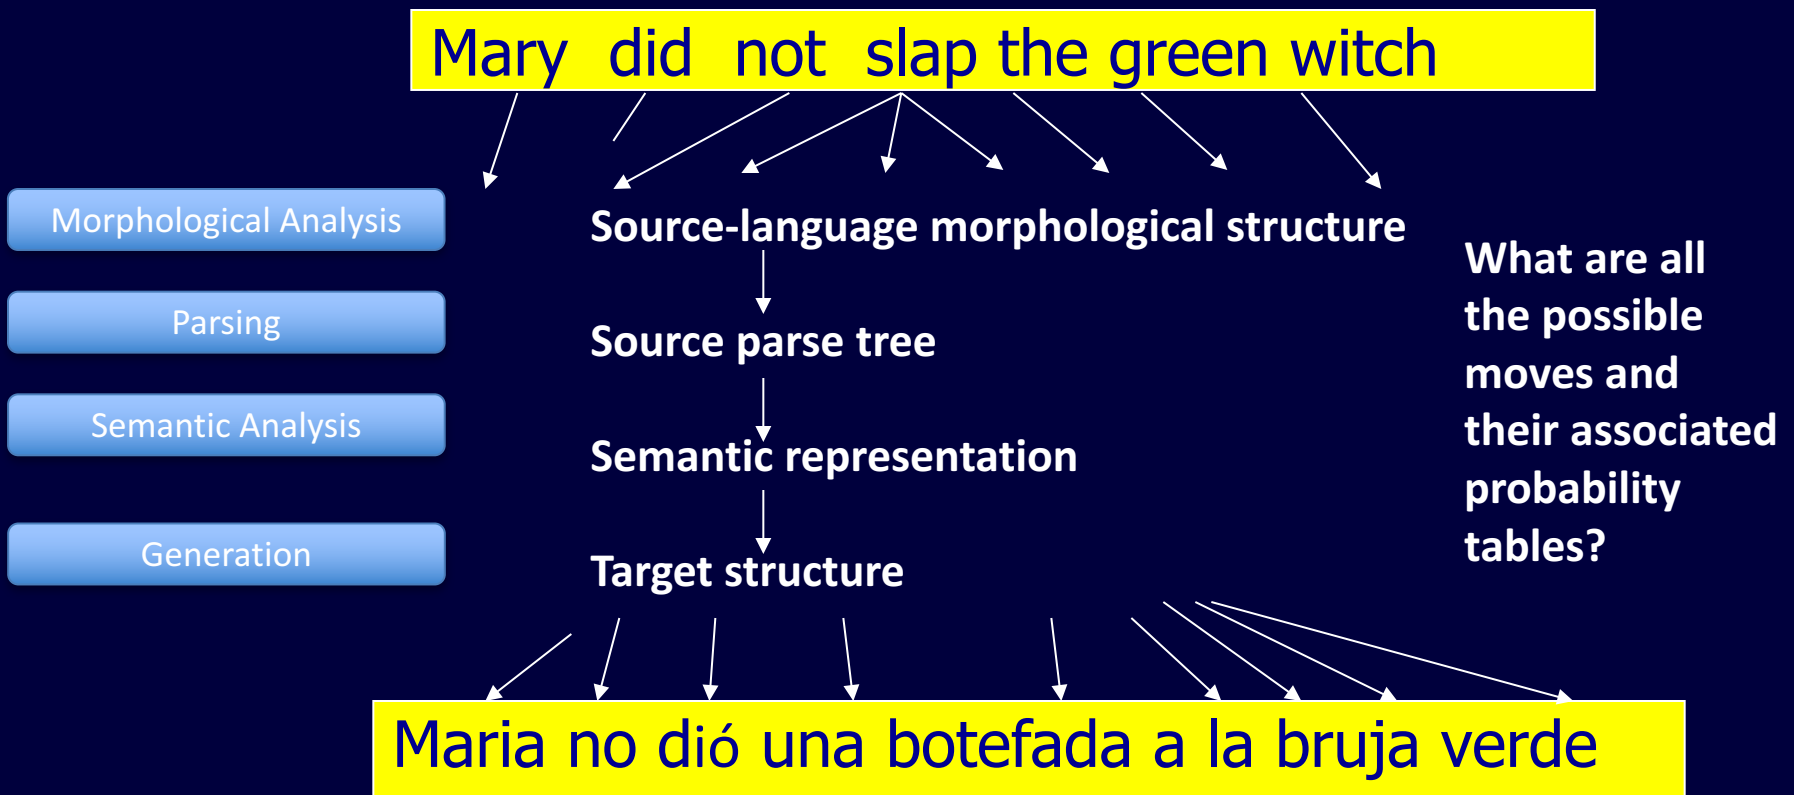 Mary did not slap the green witch
Morphological Analysis
Source-language morphological structure
Parsing
Source parse tree
Semantic Analysis
Semantic representation
Generation
Target structure
What are all
the possible
moves and
their associated
probability
tables?
Maria no dió una botefada a la bruja verde